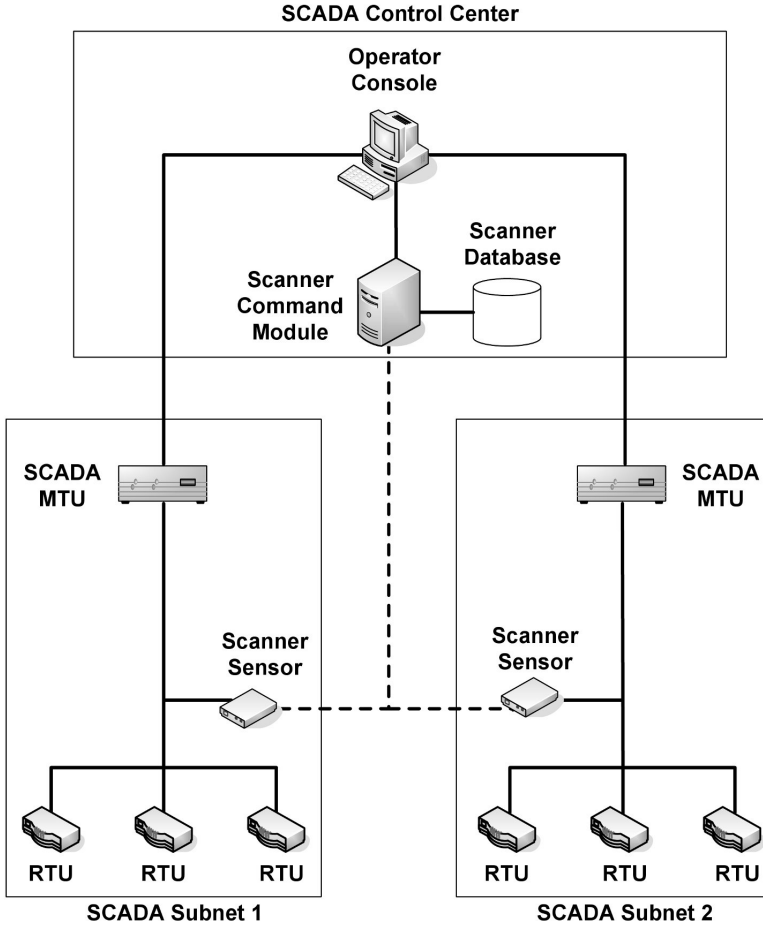 SCADA Control Center
Operator
Console
Scanner
Database
Scanner
Command
Module
SCADA
MTU
SCADA
MTU
Scanner
Sensor
Scanner
Sensor
RTU
RTU
RTU
RTU
RTU
RTU
SCADA Subnet 1
SCADA Subnet 2